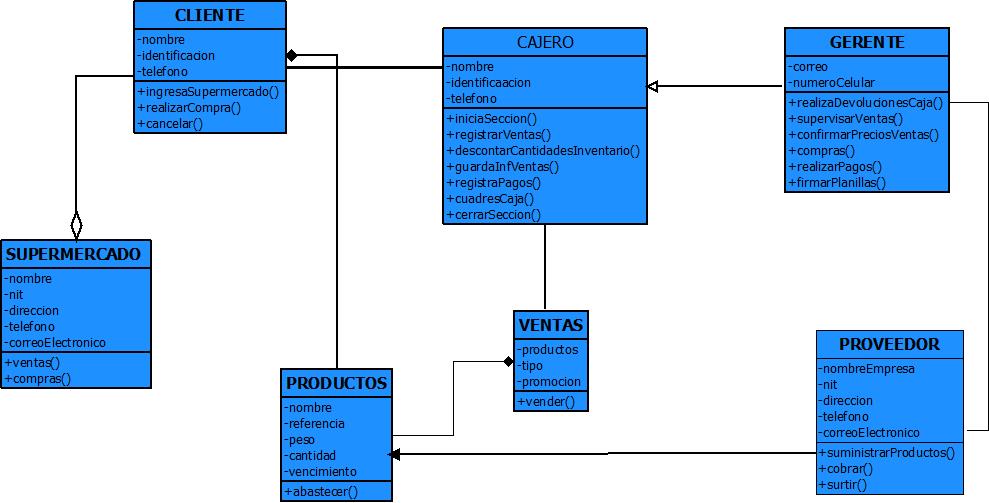 CLIENTE
-nombre
-identificacion
-telefono
+ingresaSupermercado()
+realizarCompra()
+cancelar()
CAJERO
-nombre
-identificaacion
-telefono
+iniciaSeccion()
+registrarVentas()
+descontarCantidadesInventario()
+guardaInfVentas()
+registraPagos()
+cuadresCaja()
+cerrarSeccion()
GERENTE
-correo
-numeroCelular
+realizaDevolucionesCaja()
+supervisarVentas()
+confirmarPreciosVentas()
+compras()
+realizarPagos()
+firmarPlanillas()
SUPERMERCADO
-nombre
-nit
-direccion
-telefono
-correoElectronico
+ventas()
+compras()
VENTAS
-productos
-tipo
-promocion
+vender()
PROVEEDOR
-nombreEmpresa
-nit
-direccion
-telefono
-correoElectronico
+suministrarProductos()
+cobrar()
+surtir()
PRODUCTOS
-nombre
-referencia
-peso
-cantidad
-vencimiento
+abastecer()